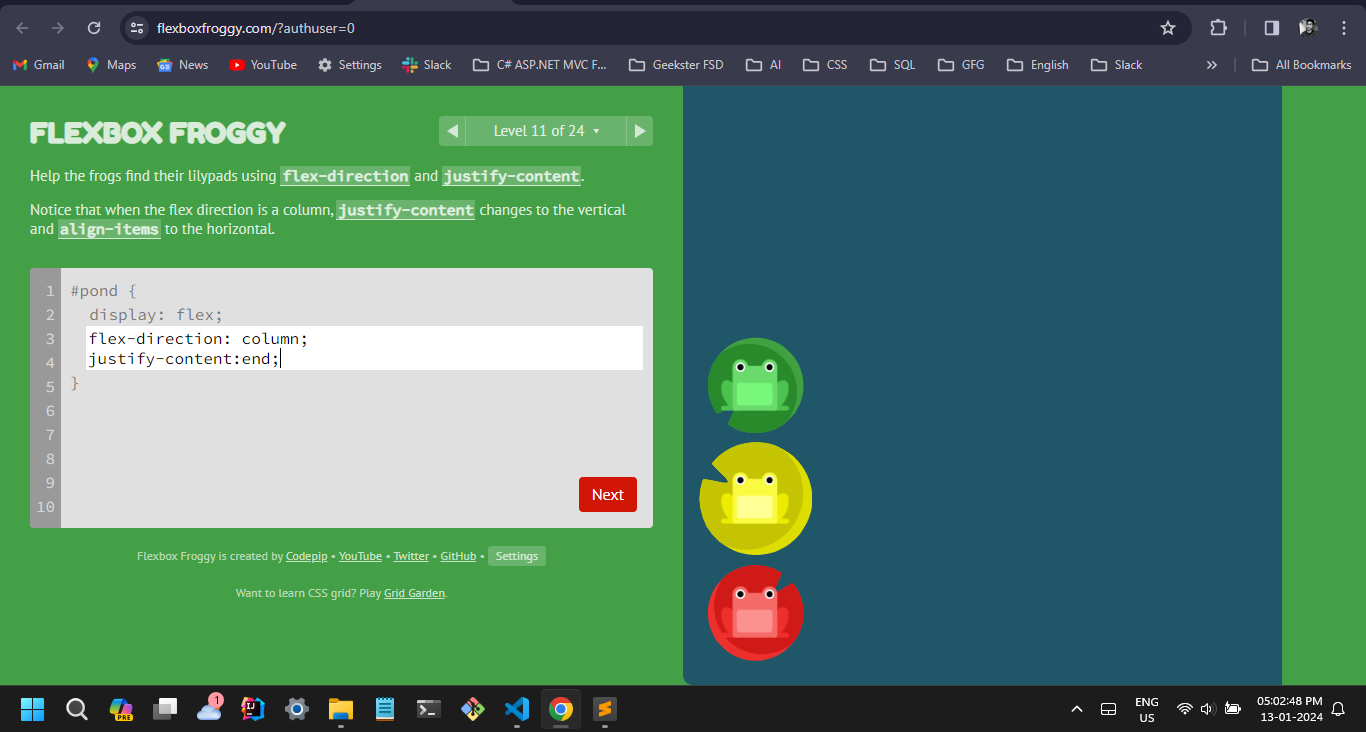 flexboxfroggy.com/?authuser=0
Gmail Maps News YouTube Settings Slack C# ASP.NET MVC F... Geekster FSD AI CSS SQL GFG English Slack » All Bookmarks
FLEXBOX FROGGY
Level 11 of 24
Help the frogs find their lilypads using flex-direction and justify-content.
Notice that when the flex direction is a column, justify-content changes to the vertical
and align-items to the horizontal.
1 #pond {
2 display: flex;
3 flex-direction: column;
4 justify-content:end;
5 }
6
7
8
9
10
Next
Flexbox Froggy is created by Codepip • YouTube • Twitter • GitHub • Settings
Want to learn CSS grid? Play Grid Garden.
PRE
1
IJ
ENG
US
05:02:48 PM
13-01-2024